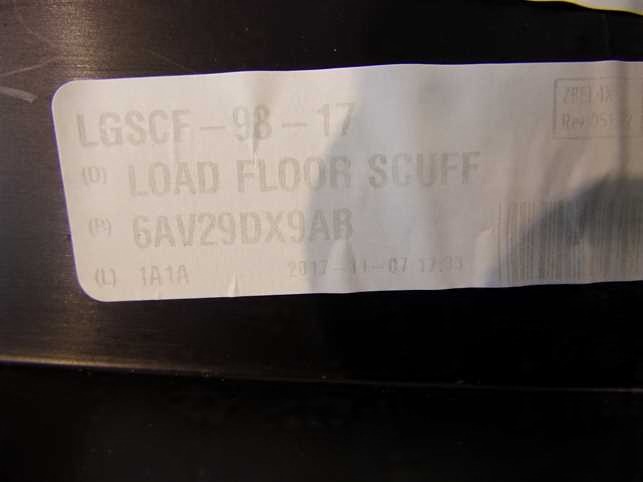 LGSCF-98-17
(D) LOAD FLOOR SCUFF
(P) 6AV29DX9AB
(L) 1A1A 2017-11-07 17:33